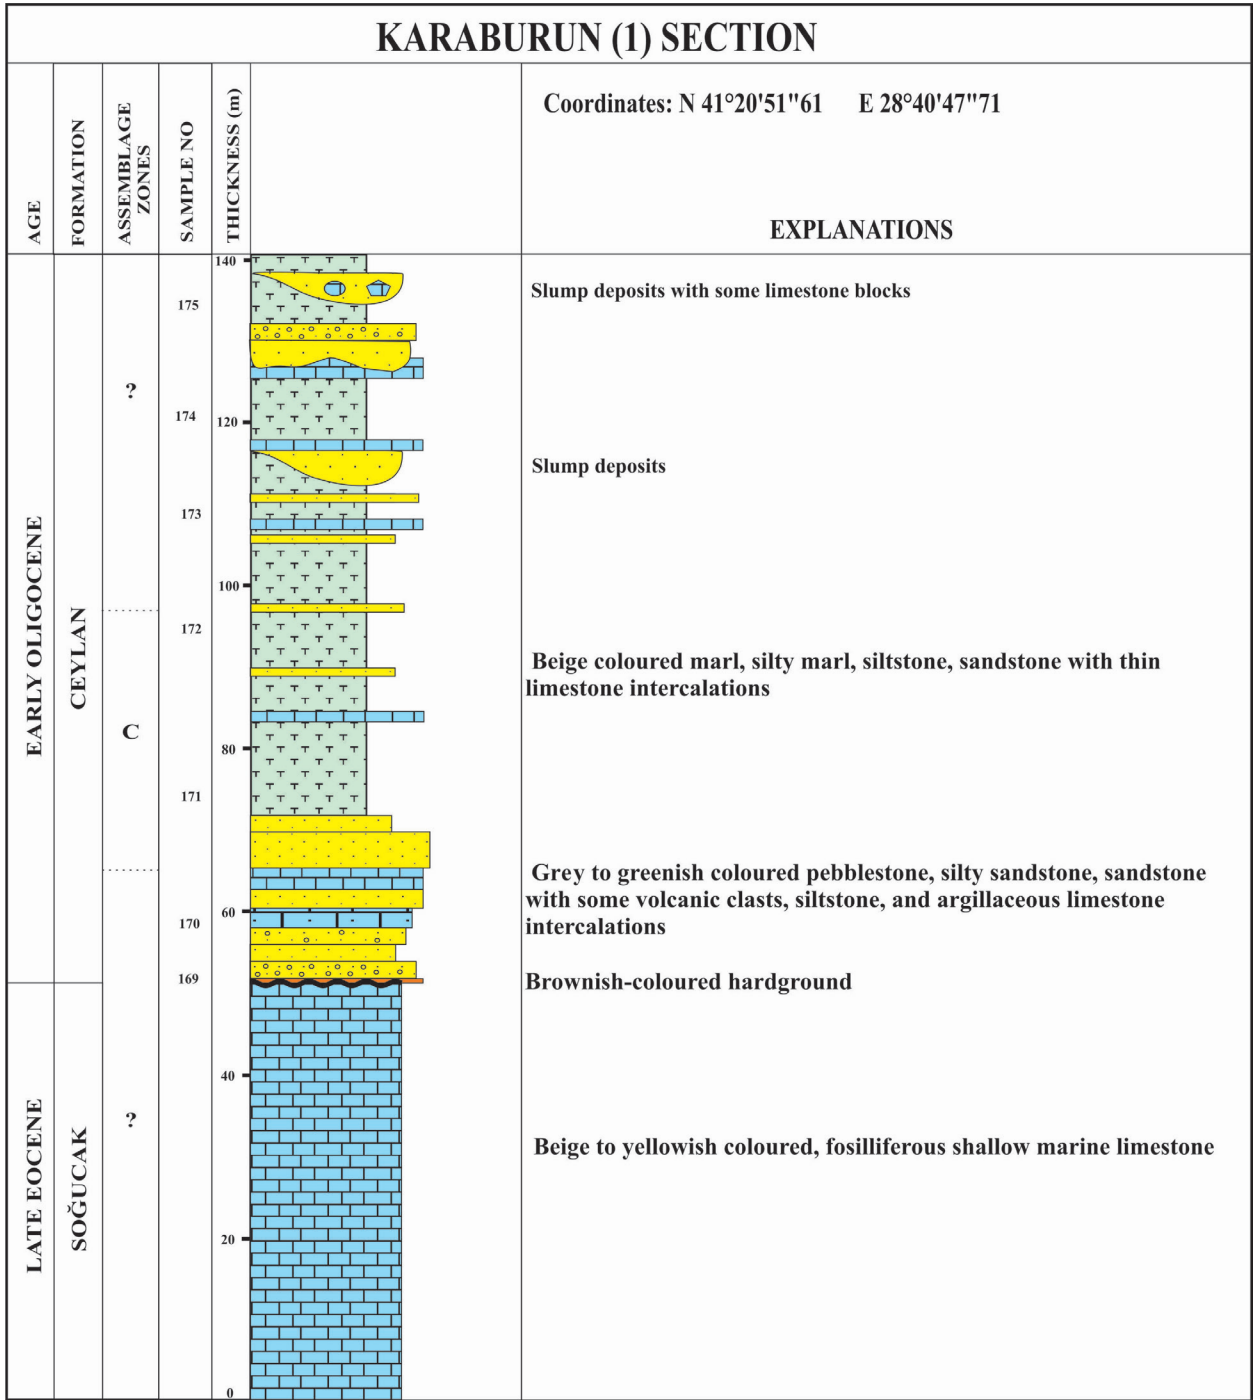 KARABURUN (1) SECTION
AGE
FORMATION
ASSEMBLAGE
ZONES
SAMPLE NO
THICKNESS (m)
Coordinates: N 41°20'51"61 E 28°40'47"71
EXPLANATIONS
EARLY OLIGOCENE
LATE EOCENE
CEYLAN
SOĞUCAK
?
C
?
175
174
173
172
171
170
169
140
120
100
80
60
40
20
0
Slump deposits with some limestone blocks
Slump deposits
Beige coloured marl, silty marl, siltstone, sandstone with thin
limestone intercalations
Grey to greenish coloured pebblestone, silty sandstone, sandstone
with some volcanic clasts, siltstone, and argillaceous limestone
intercalations
Brownish-coloured hardground
Beige to yellowish coloured, fosilliferous shallow marine limestone